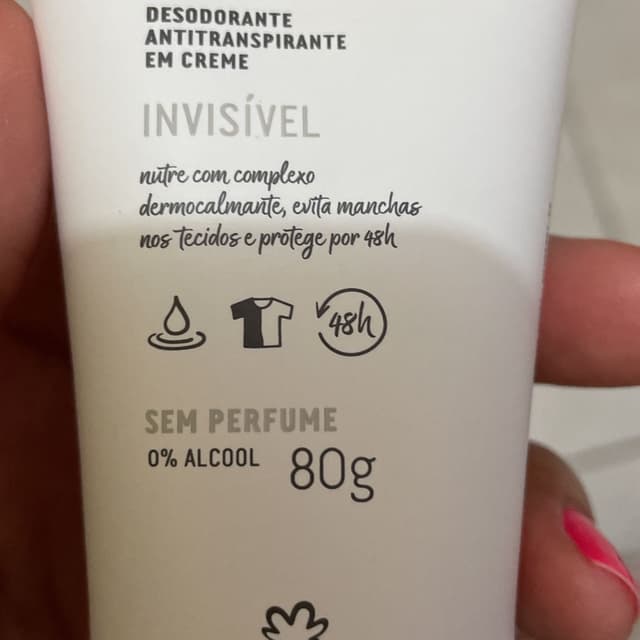 DESODORANTE
ANTITRANSPIRANTE
EM CREME
INVISÍVEL
nutre com complexo
dermocalmante, evita manchas
nos tecidos e protege por 48h
48h
SEM PERFUME
0% ALCOOL 80g